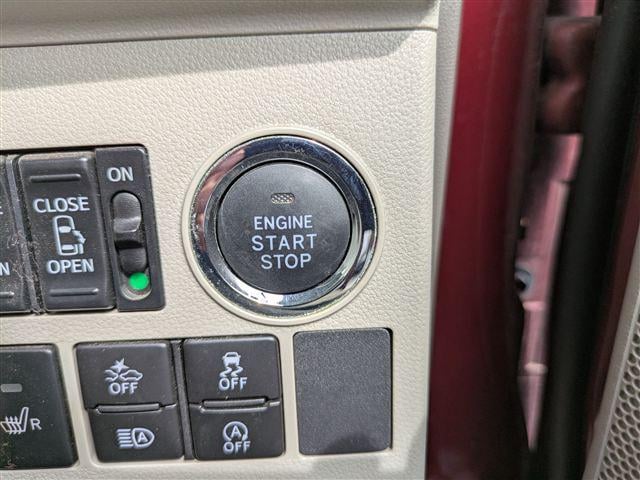 CLOSE
OPEN
ON
ENGINE
START
STOP
OFF
OFF
A
A
OFF
R